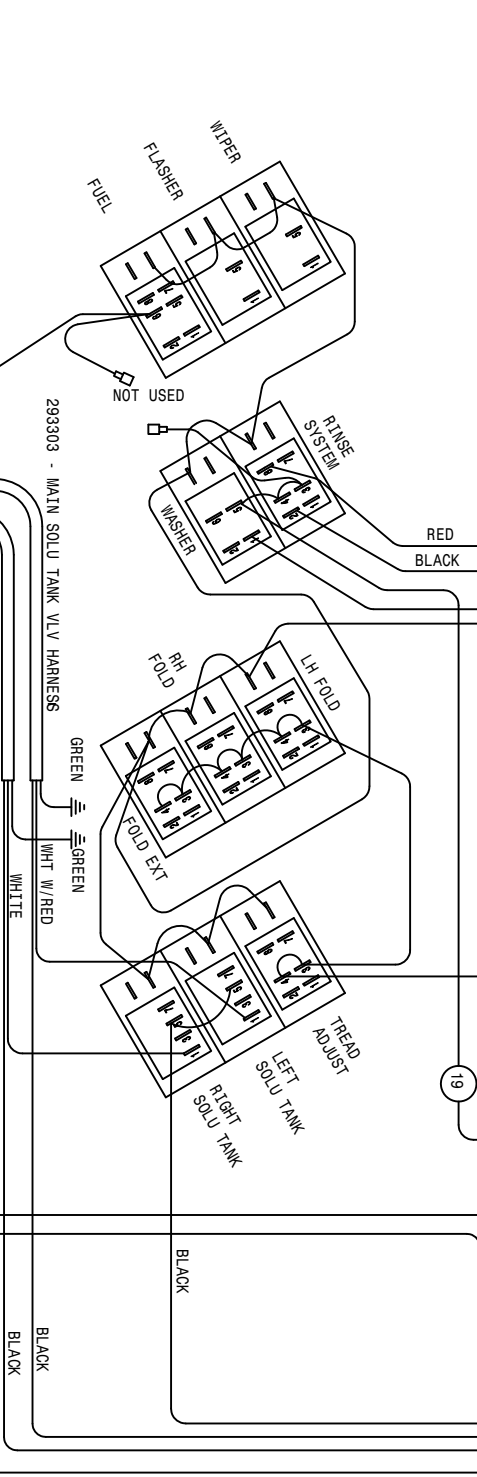 WIPER
FLASHER
FUEL
NOT USED
RINSE
SYSTEM
WASHER
RED
BLACK
293303 - MAIN SOLU TANK VLV HARNESS
LH FOLD
RH
FOLD
FOLD EXT
GREEN
GREEN
WHT W/RED
WHITE
TREAD
ADJUST
LEFT
SOLU TANK
RIGHT
SOLU TANK
19
BLACK
BLACK
BLACK